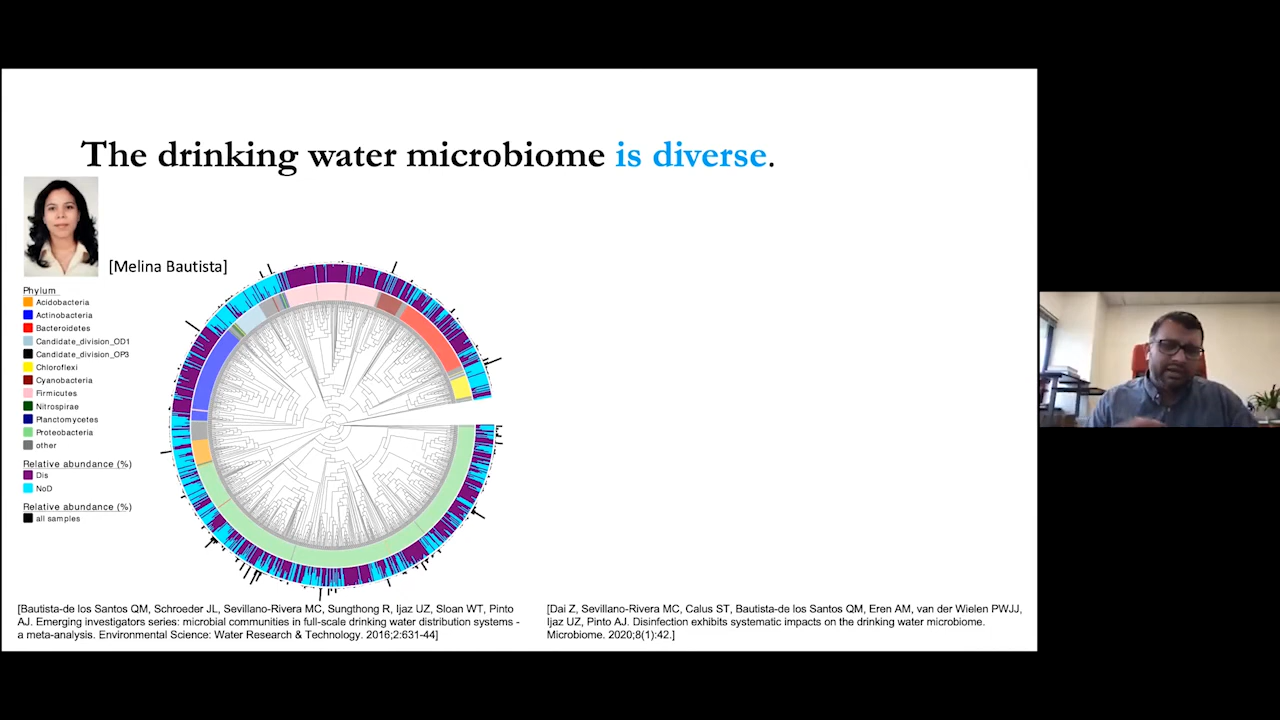 The drinking water microbiome is diverse.
[Melina Bautista]
Phylum
Acidobacteria
Actinobacteria
Bacteroidetes
Candidate_division_OD1
Candidate_division_OP3
Chloroflexi
Cyanobacteria
Firmicutes
Nitrospirae
Planctomycetes
Proteobacteria
other
Relative abundance (%)
Dis
NoD
Relative abundance (%)
all samples
[Bautista-de los Santos QM, Schroeder JL, Sevillano-Rivera MC, Sungthong R, Ijaz UZ, Sloan WT, Pinto
AJ. Emerging investigators series: microbial communities in full-scale drinking water distribution systems -
a meta-analysis. Environmental Science: Water Research & Technology. 2016;2:631-44]
[Dai Z, Sevillano-Rivera MC, Calus ST, Bautista-de los Santos QM, Eren AM, van der Wielen PWJJ,
Ijaz UZ, Pinto AJ. Disinfection exhibits systematic impacts on the drinking water microbiome.
Microbiome. 2020;8(1):42.]